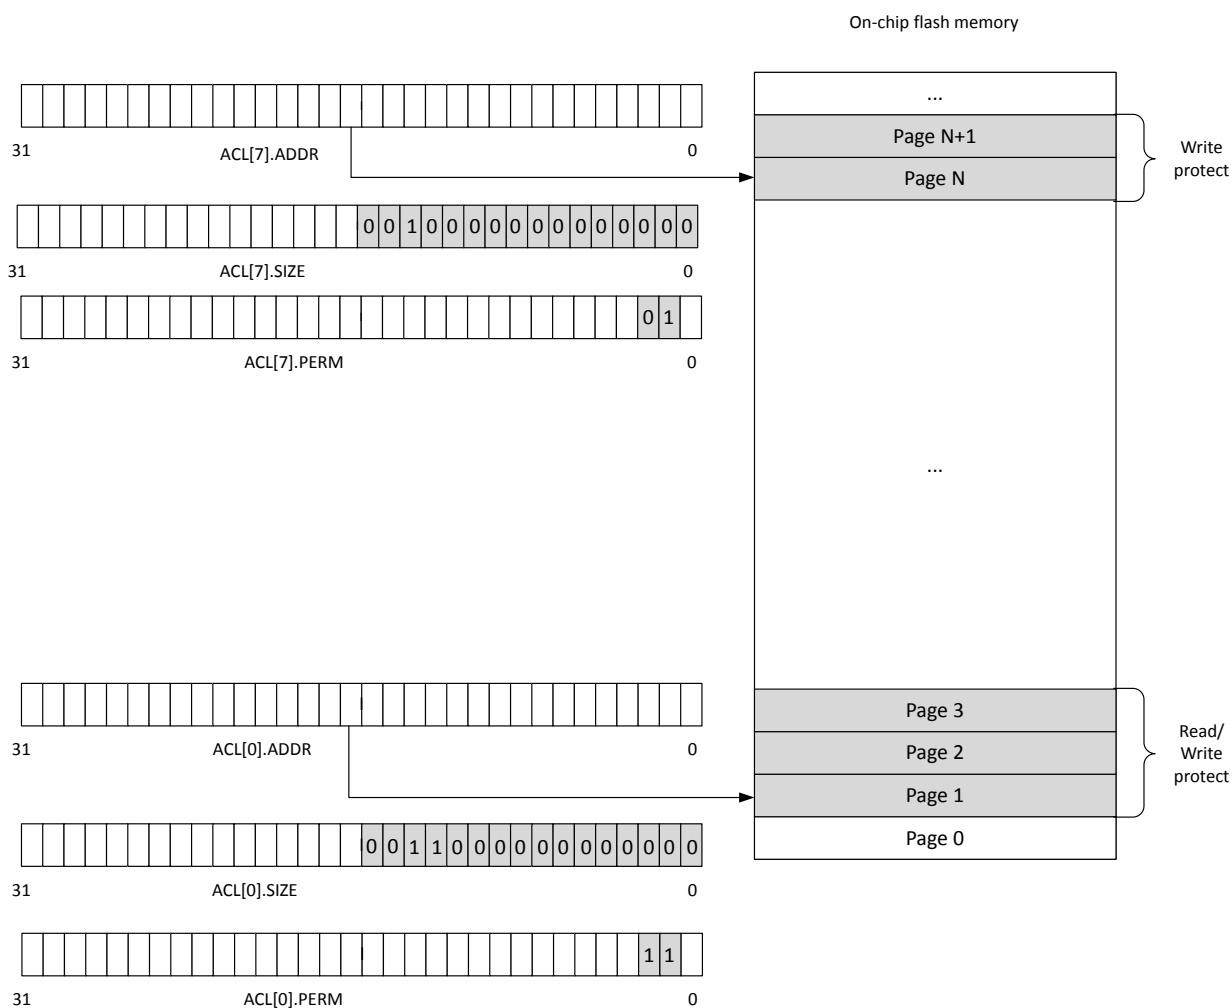 On-chip flash memory
...
Page N+1
Page N
Write
protect
31 ACL[7].ADDR 0
0 0 1 0 0 0 0 0 0 0 0 0 0 0 0 0
31 ACL[7].SIZE 0
0 1
31 ACL[7].PERM 0
...
Page 3
Page 2
Page 1
Page 0
Read/
Write
protect
31 ACL[0].ADDR 0
0 0 1 1 0 0 0 0 0 0 0 0 0 0 0 0
31 ACL[0].SIZE 0
1 1
31 ACL[0].PERM 0